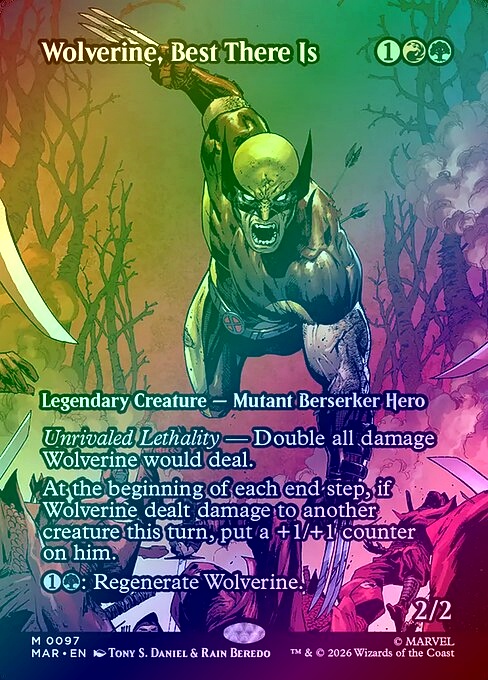 Wolverine, Best There Is 1
Legendary Creature — Mutant Berserker Hero
Unrivaled Lethality — Double all damage
Wolverine would deal.
At the beginning of each end step, if
Wolverine dealt damage to another
creature this turn, put a +1/+1 counter
on him.
1: Regenerate Wolverine.
2/2
M 0097
MAR • EN Tony S. Daniel & Rain Beredo
© MARVEL
™ & © 2026 Wizards of the Coast